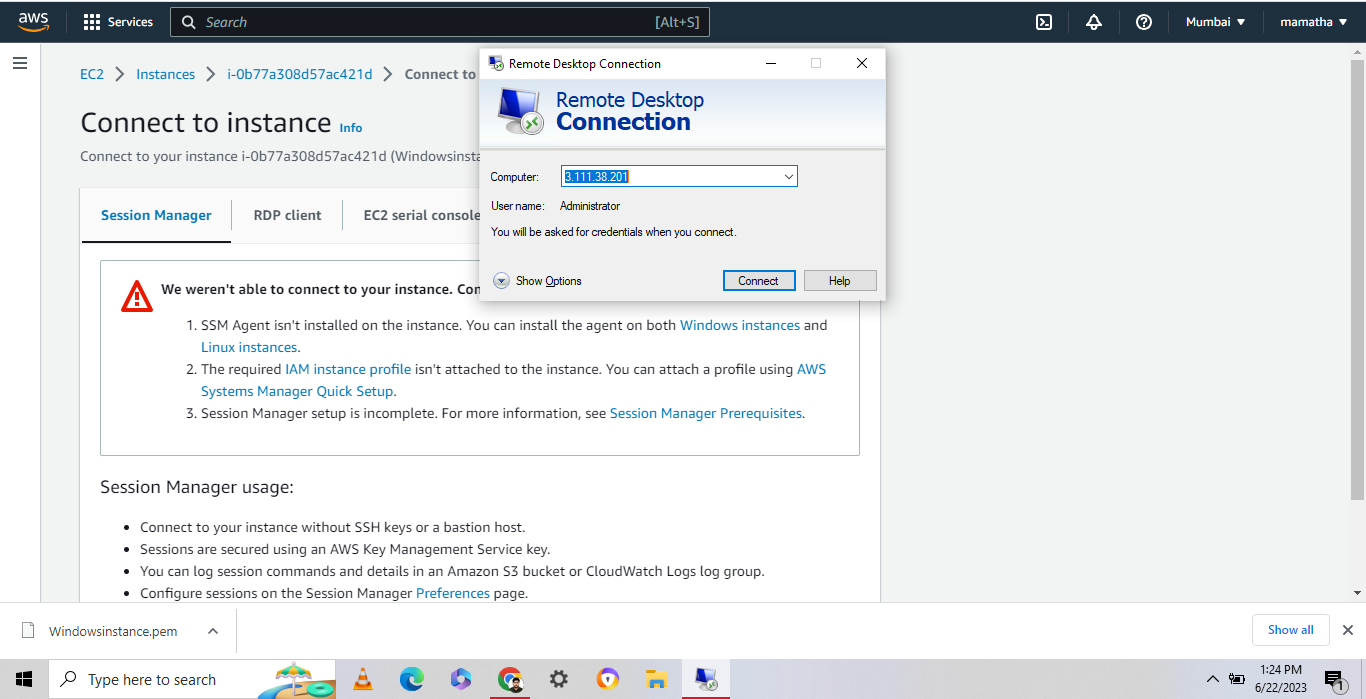 aws
Services
Search
[Alt+S]
Mumbai
mamatha
EC2
Instances
i-0b77a308d57ac421d
Connect to
Connect to instance Info
Connect to your instance i-0b77a308d57ac421d (Windowsinsta
Session Manager
RDP client
EC2 serial console
Remote Desktop Connection
Remote Desktop
Connection
Computer:
3.111.38.201
User name:
Administrator
You will be asked for credentials when you connect.
Show Options
Connect
Help
We weren't able to connect to your instance. Con
1. SSM Agent isn't installed on the instance. You can install the agent on both Windows instances and
Linux instances.
2. The required IAM instance profile isn't attached to the instance. You can attach a profile using AWS
Systems Manager Quick Setup.
3. Session Manager setup is incomplete. For more information, see Session Manager Prerequisites.
Session Manager usage:
• Connect to your instance without SSH keys or a bastion host.
• Sessions are secured using an AWS Key Management Service key.
• You can log session commands and details in an Amazon S3 bucket or CloudWatch Logs log group.
• Configure sessions on the Session Manager Preferences page.
Windowsinstance.pem
Show all
Type here to search
1:24 PM
6/22/2023
1